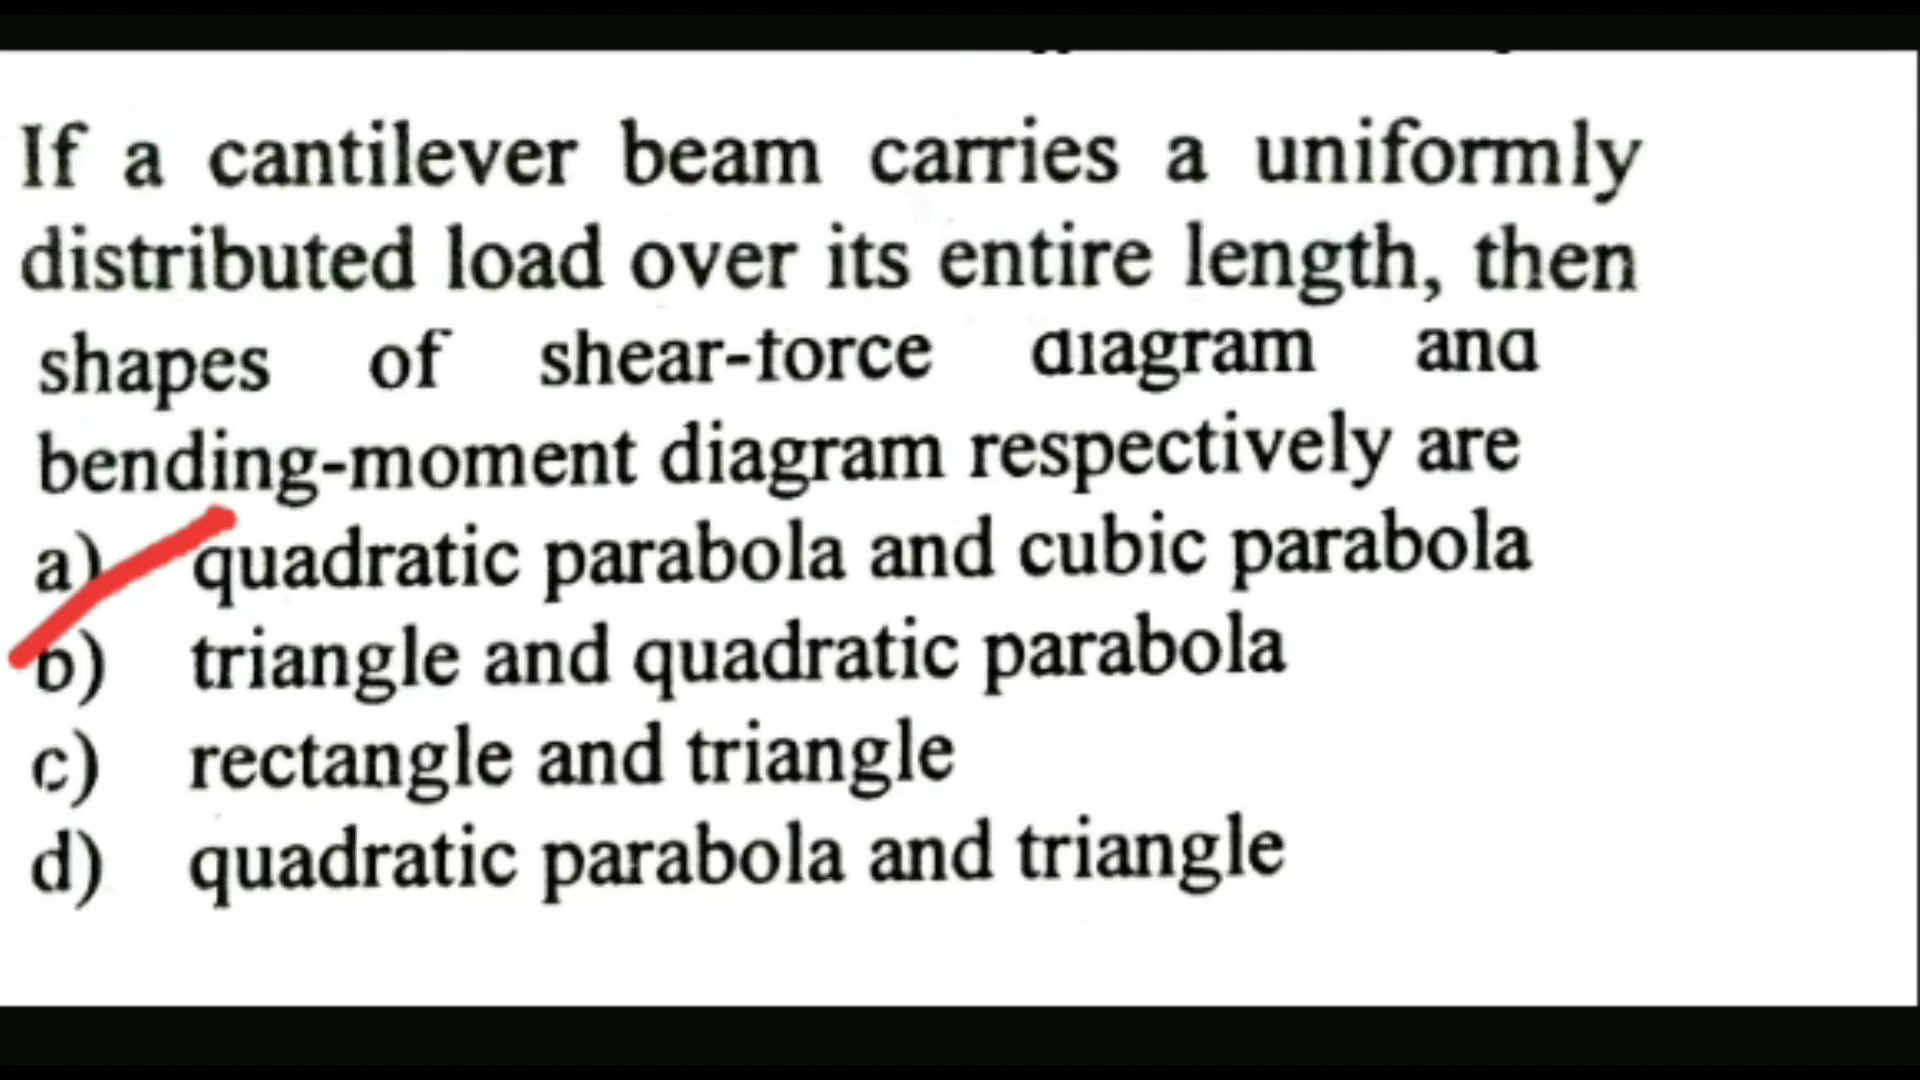 If a cantilever beam carries a uniformly
distributed load over its entire length, then
shapes of shear-force diagram and
bending-moment diagram respectively are
a) quadratic parabola and cubic parabola
b) triangle and quadratic parabola
c) rectangle and triangle
d) quadratic parabola and triangle